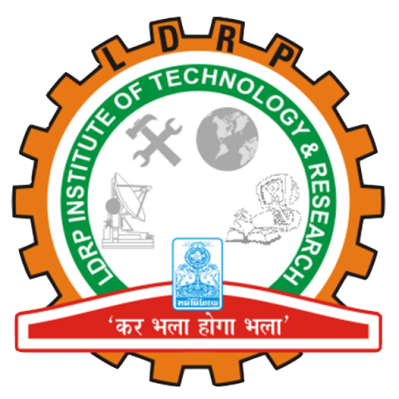 LDRP
LDRP INSTITUTE OF TECHNOLOGY & RESEARCH
'कर भला होगा भला'